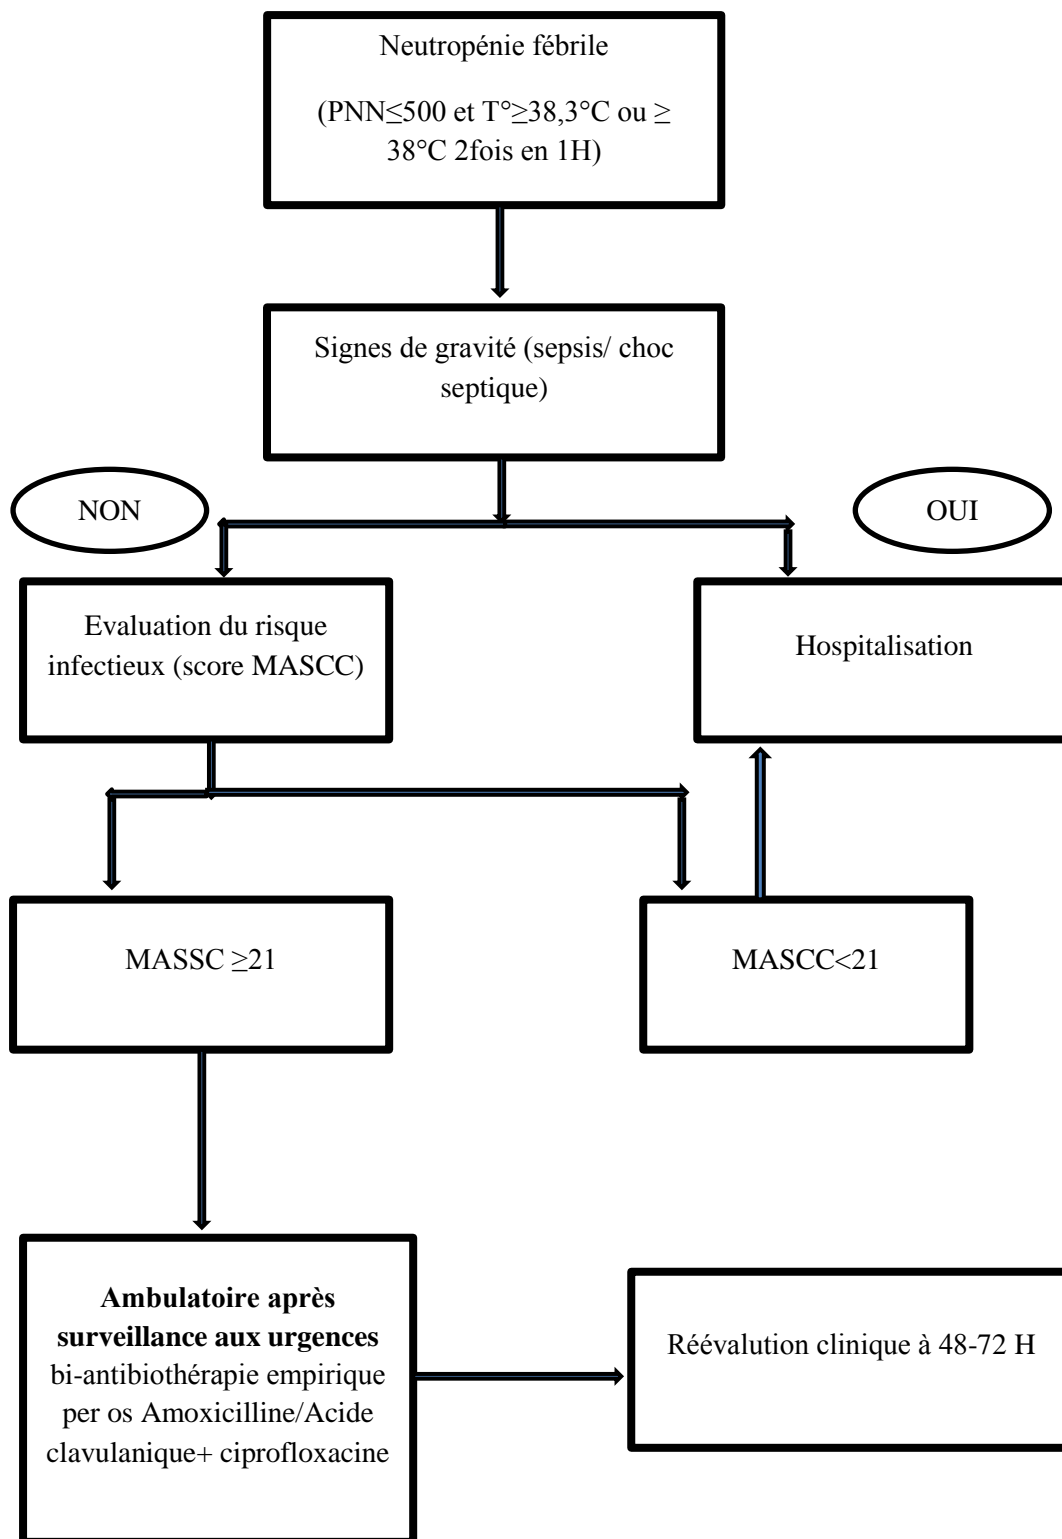 Neutropénie fébrile
(PNN≤500 et T°≥38,3°C ou ≥
38°C 2fois en 1H)
Signes de gravité (sepsis/ choc
septique)
NON
OUI
Evaluation du risque
infectieux (score MASCC)
Hospitalisation
MASSC ≥21
MASCC<21
Ambulatoire après
surveillance aux urgences
bi-antibiothérapie empirique
per os Amoxicilline/Acide
clavulanique+ ciprofloxacine
Réévalution clinique à 48-72 H